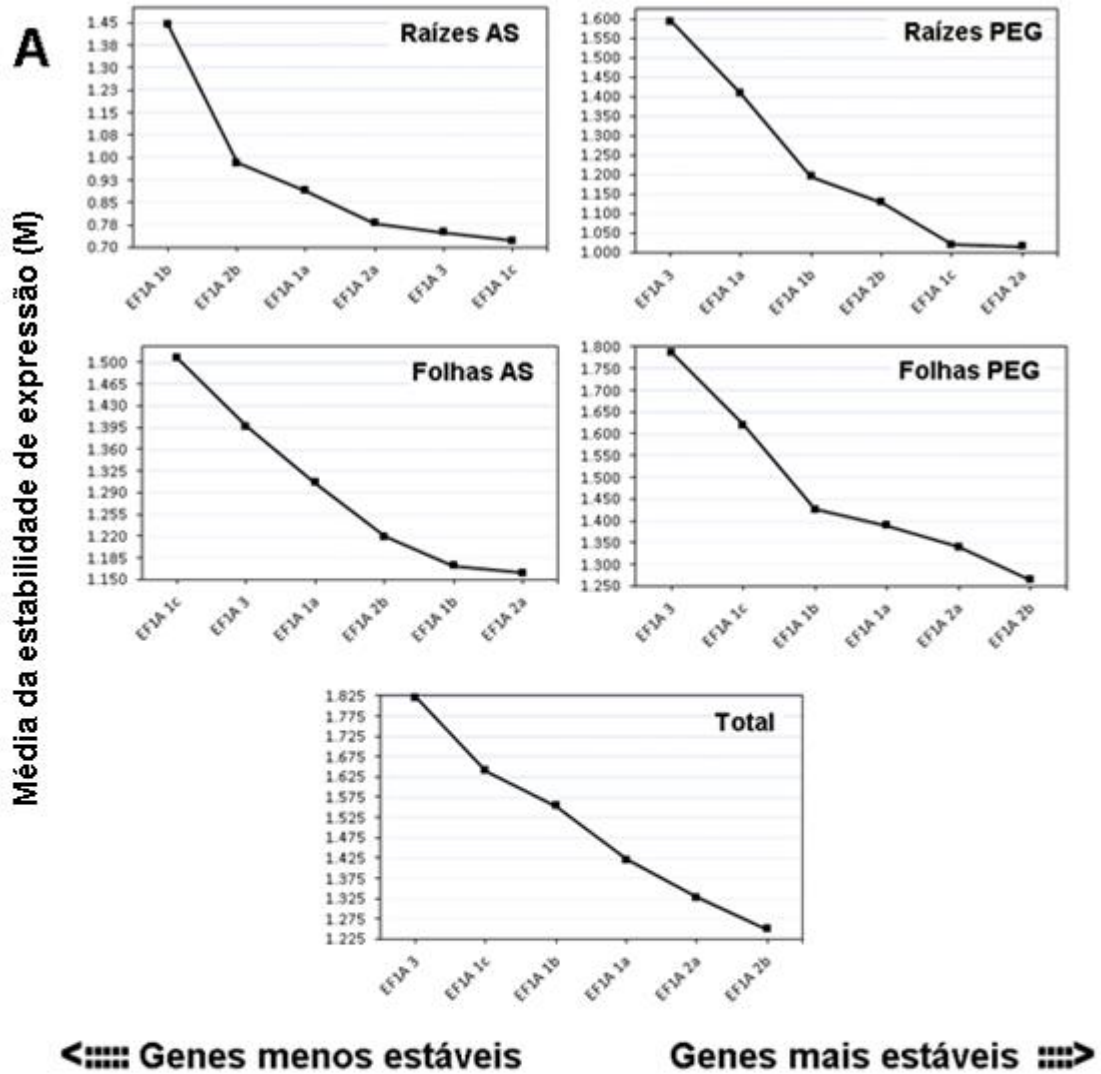 A
Média da estabilidade de expressão (M)
Raízes AS
1.45
1.38
1.30
1.23
1.15
1.08
1.00
0.93
0.85
0.78
0.70
EF1A 1b
EF1A 2b
EF1A 1a
EF1A 2a
EF1A 3
EF1A 1c
Raízes PEG
1.600
1.550
1.500
1.450
1.400
1.350
1.300
1.250
1.200
1.150
1.100
1.050
1.000
EF1A 3
EF1A 1a
EF1A 1b
EF1A 2b
EF1A 1c
EF1A 2a
Folhas AS
1.500
1.465
1.430
1.395
1.360
1.325
1.290
1.255
1.220
1.185
1.150
EF1A 1c
EF1A 3
EF1A 1a
EF1A 2b
EF1A 1b
EF1A 2a
Folhas PEG
1.800
1.750
1.700
1.650
1.600
1.550
1.500
1.450
1.400
1.350
1.300
1.250
EF1A 3
EF1A 1c
EF1A 1b
EF1A 1a
EF1A 2a
EF1A 2b
Total
1.825
1.775
1.725
1.675
1.625
1.575
1.525
1.475
1.425
1.375
1.325
1.275
1.225
EF1A 3
EF1A 1c
EF1A 1b
EF1A 1a
EF1A 2a
EF1A 2b
Genes menos estáveis
Genes mais estáveis